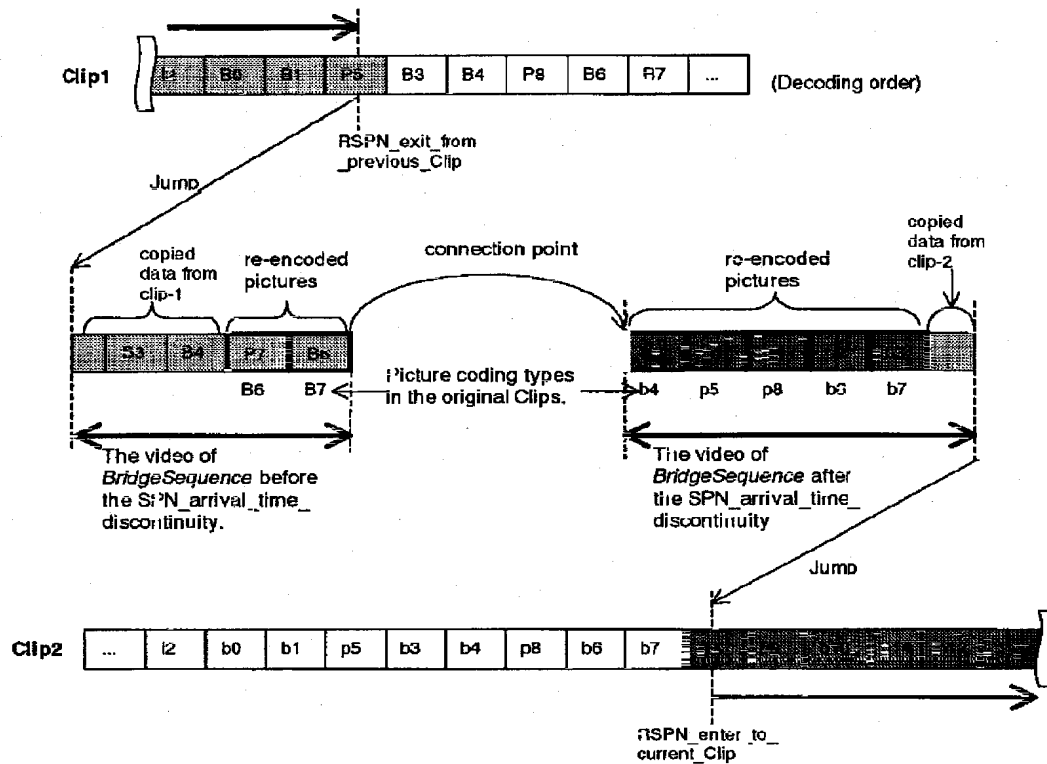 Clip1
B0 B1 P5 B3 B4 P8 B6 B7 ...
(Decoding order)
RSPN_exit_from
_previous_Clip
Jump
copied
data from
clip-1
re-encoded
pictures
connection point
re-encoded
pictures
copied
data from
clip-2
... B3 B4 P7 B6
B6 B7
Picture coding types
in the original Clips.
b4 p5 p8 b6 b7
The video of
BridgeSequence before
the SPN_arrival_time_
discontinuity.
The video of
BridgeSequence after
the SPN_arrival_time_
discontinuity
Jump
Clip2
... i2 b0 b1 p5 b3 b4 p8 b6 b7
RSPN_enter_to_
current_Clip